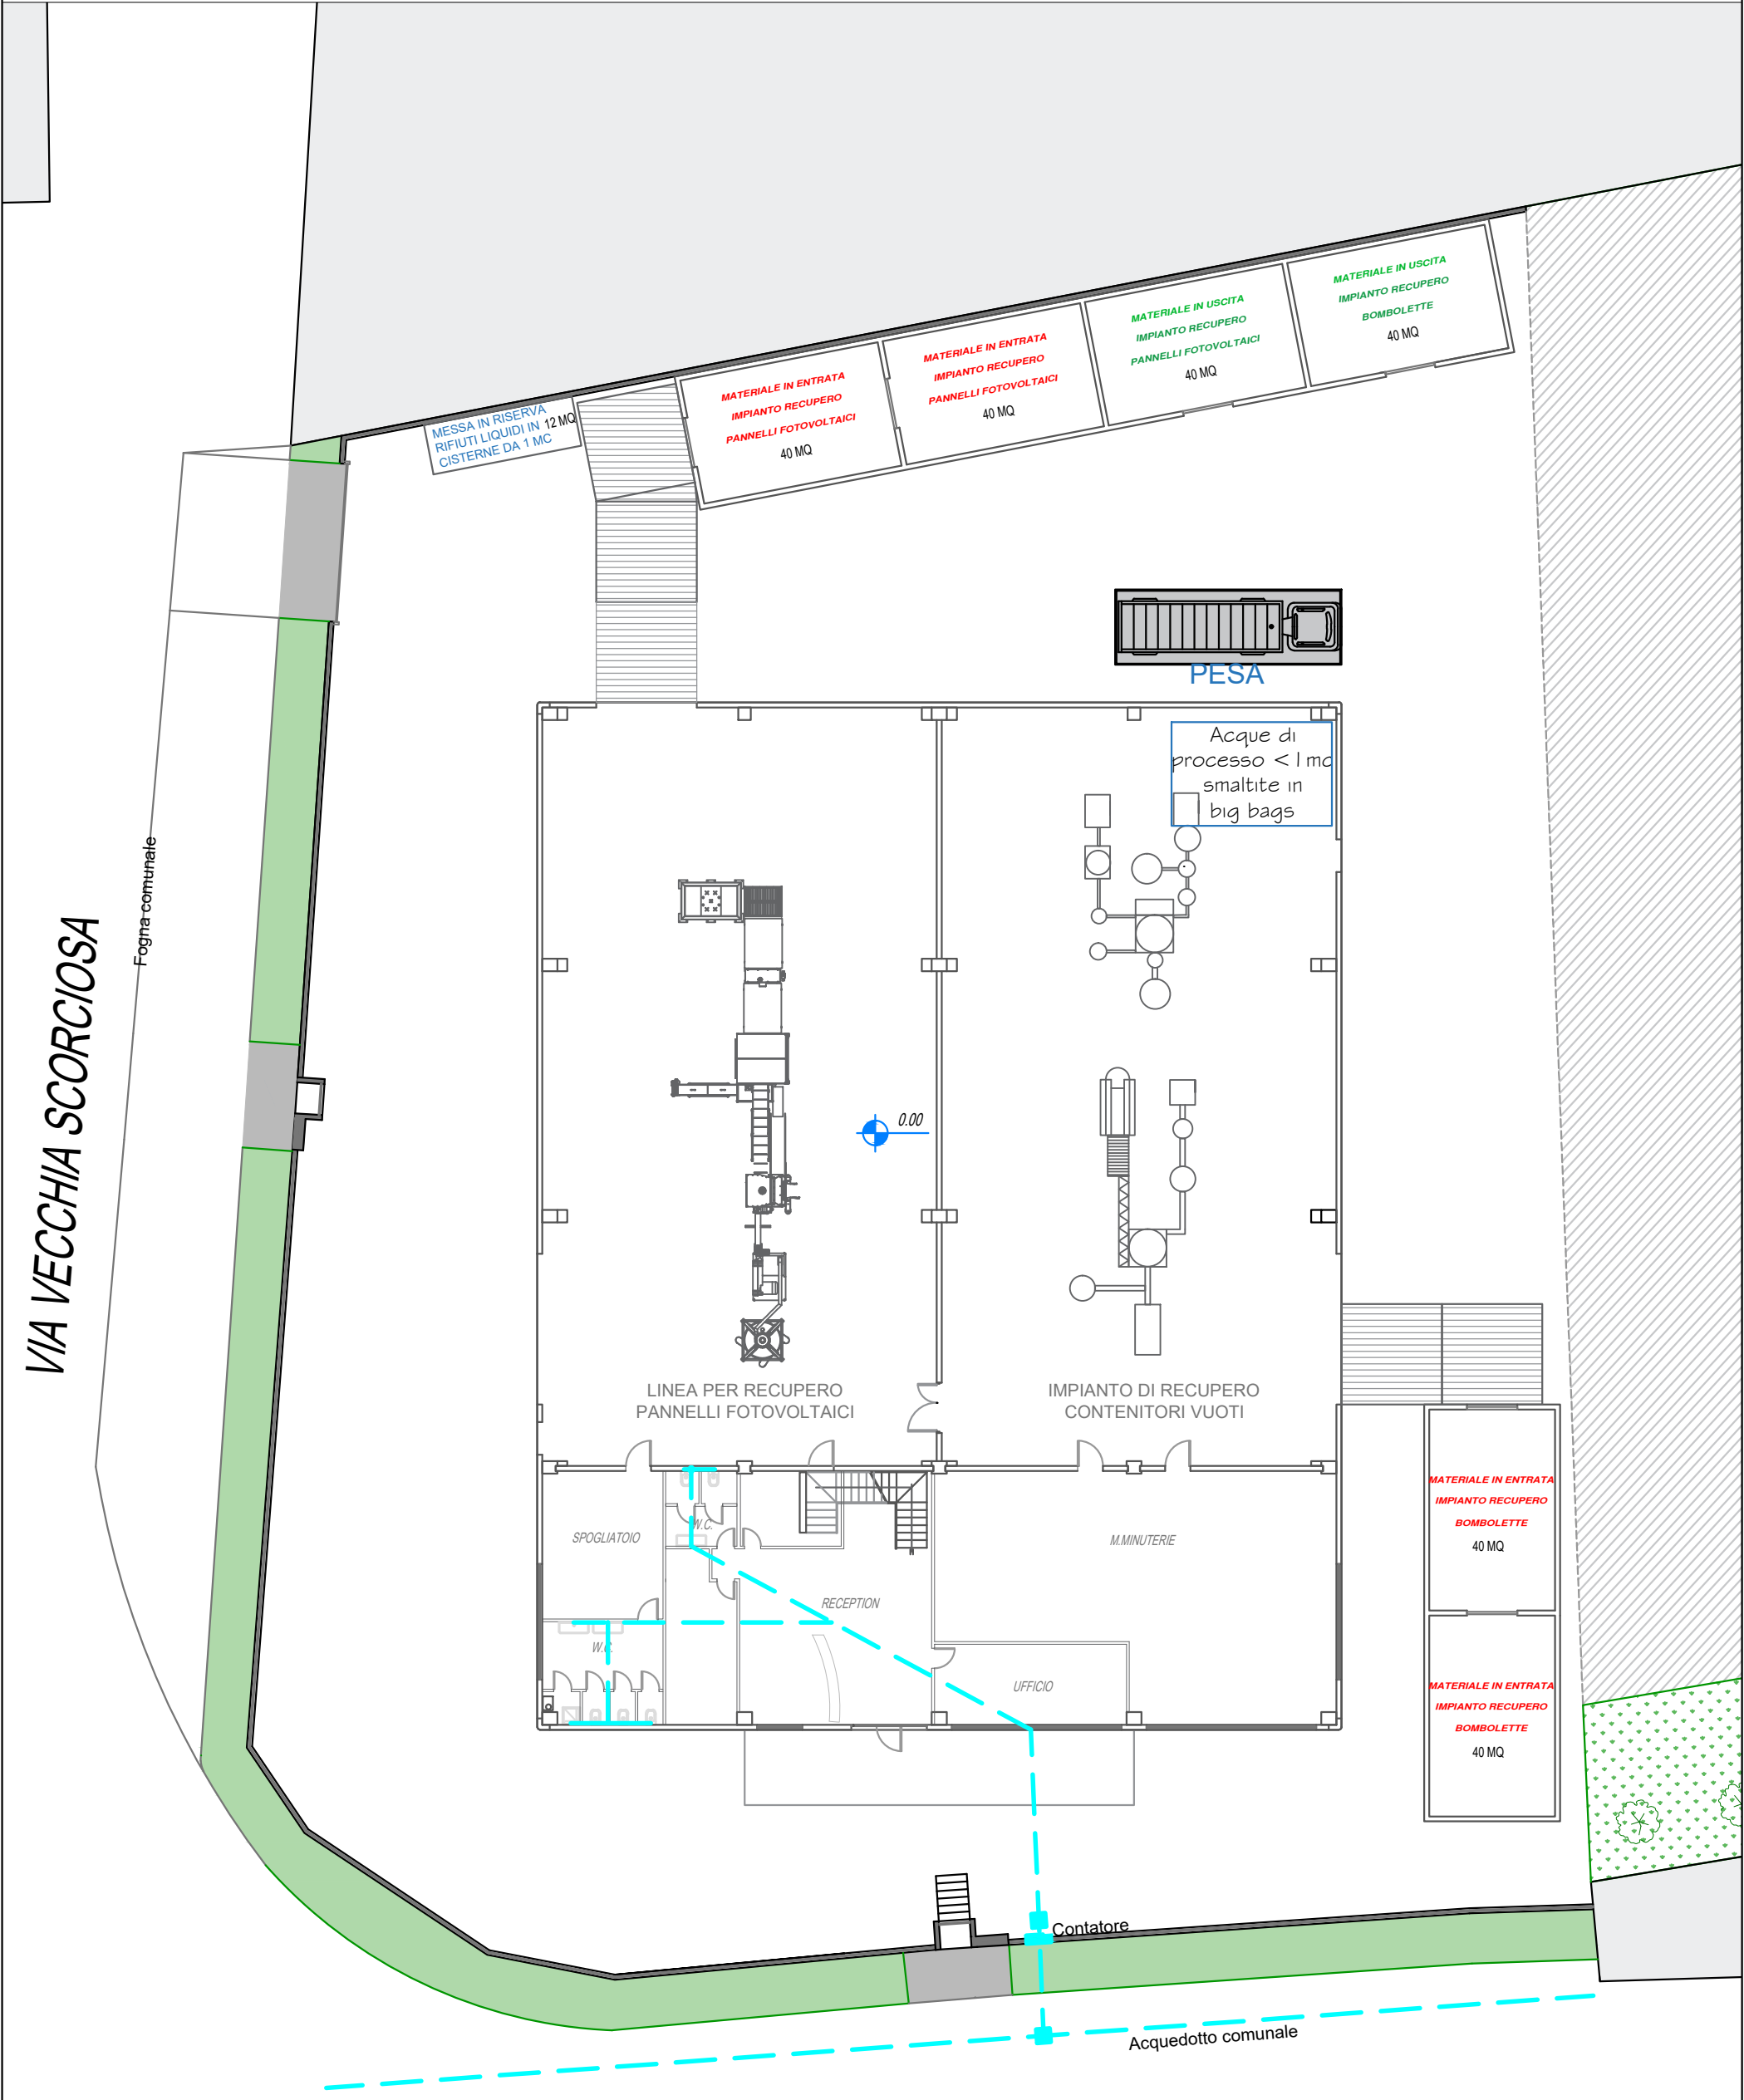 MATERIALE IN USCITA
IMPIANTO RECUPERO
BOMBOLETTE
40 MQ
MATERIALE IN USCITA
IMPIANTO RECUPERO
PANNELLI FOTOVOLTAICI
40 MQ
MATERIALE IN ENTRATA
IMPIANTO RECUPERO
PANNELLI FOTOVOLTAICI
40 MQ
MATERIALE IN ENTRATA
IMPIANTO RECUPERO
PANNELLI FOTOVOLTAICI
40 MQ
MESSA IN RISERVA
RIFIUTI LIQUIDI IN 12 MQ
CISTERNE DA 1 MC
PESA
Acque di
processo < 1 mc
smaltite in
big bags
Fogna comunale
VIA VECCHIA SCORCIOSA
0.00
LINEA PER RECUPERO
PANNELLI FOTOVOLTAICI
IMPIANTO DI RECUPERO
CONTENITORI VUOTI
MATERIALE IN ENTRATA
IMPIANTO RECUPERO
BOMBOLETTE
40 MQ
SPOGLIATOIO
W.C.
M.MINUTERIE
RECEPTION
W.C.
UFFICIO
MATERIALE IN ENTRATA
IMPIANTO RECUPERO
BOMBOLETTE
40 MQ
Contatore
Acquedotto comunale